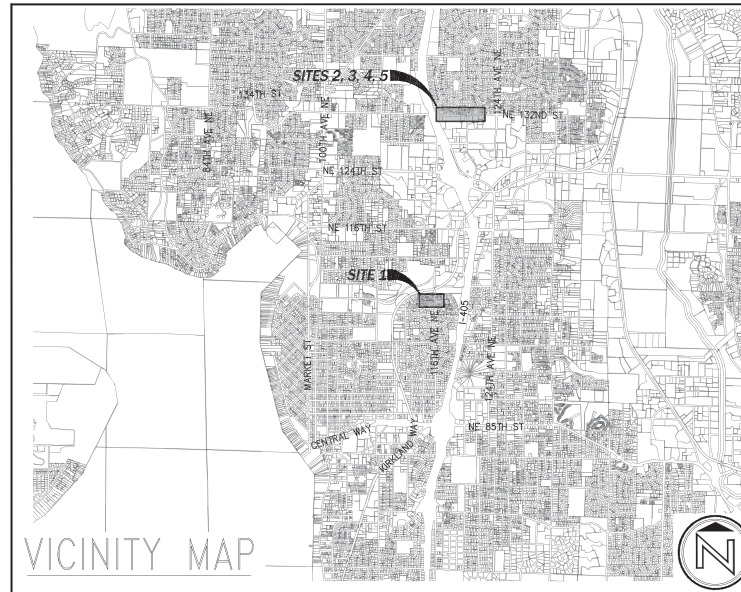 SITES 2, 3, 4, 5
134TH ST
100TH AVE NE
84TH AVE NE
124TH AVE NE
NE 132ND ST
NE 124TH ST
NE 116TH ST
SITE 1
I-405
116TH AVE NE
MARKET ST
124TH AVE NE
CENTRAL WAY
KIRKLAND WAY
NE 85TH ST
VICINITY MAP
N